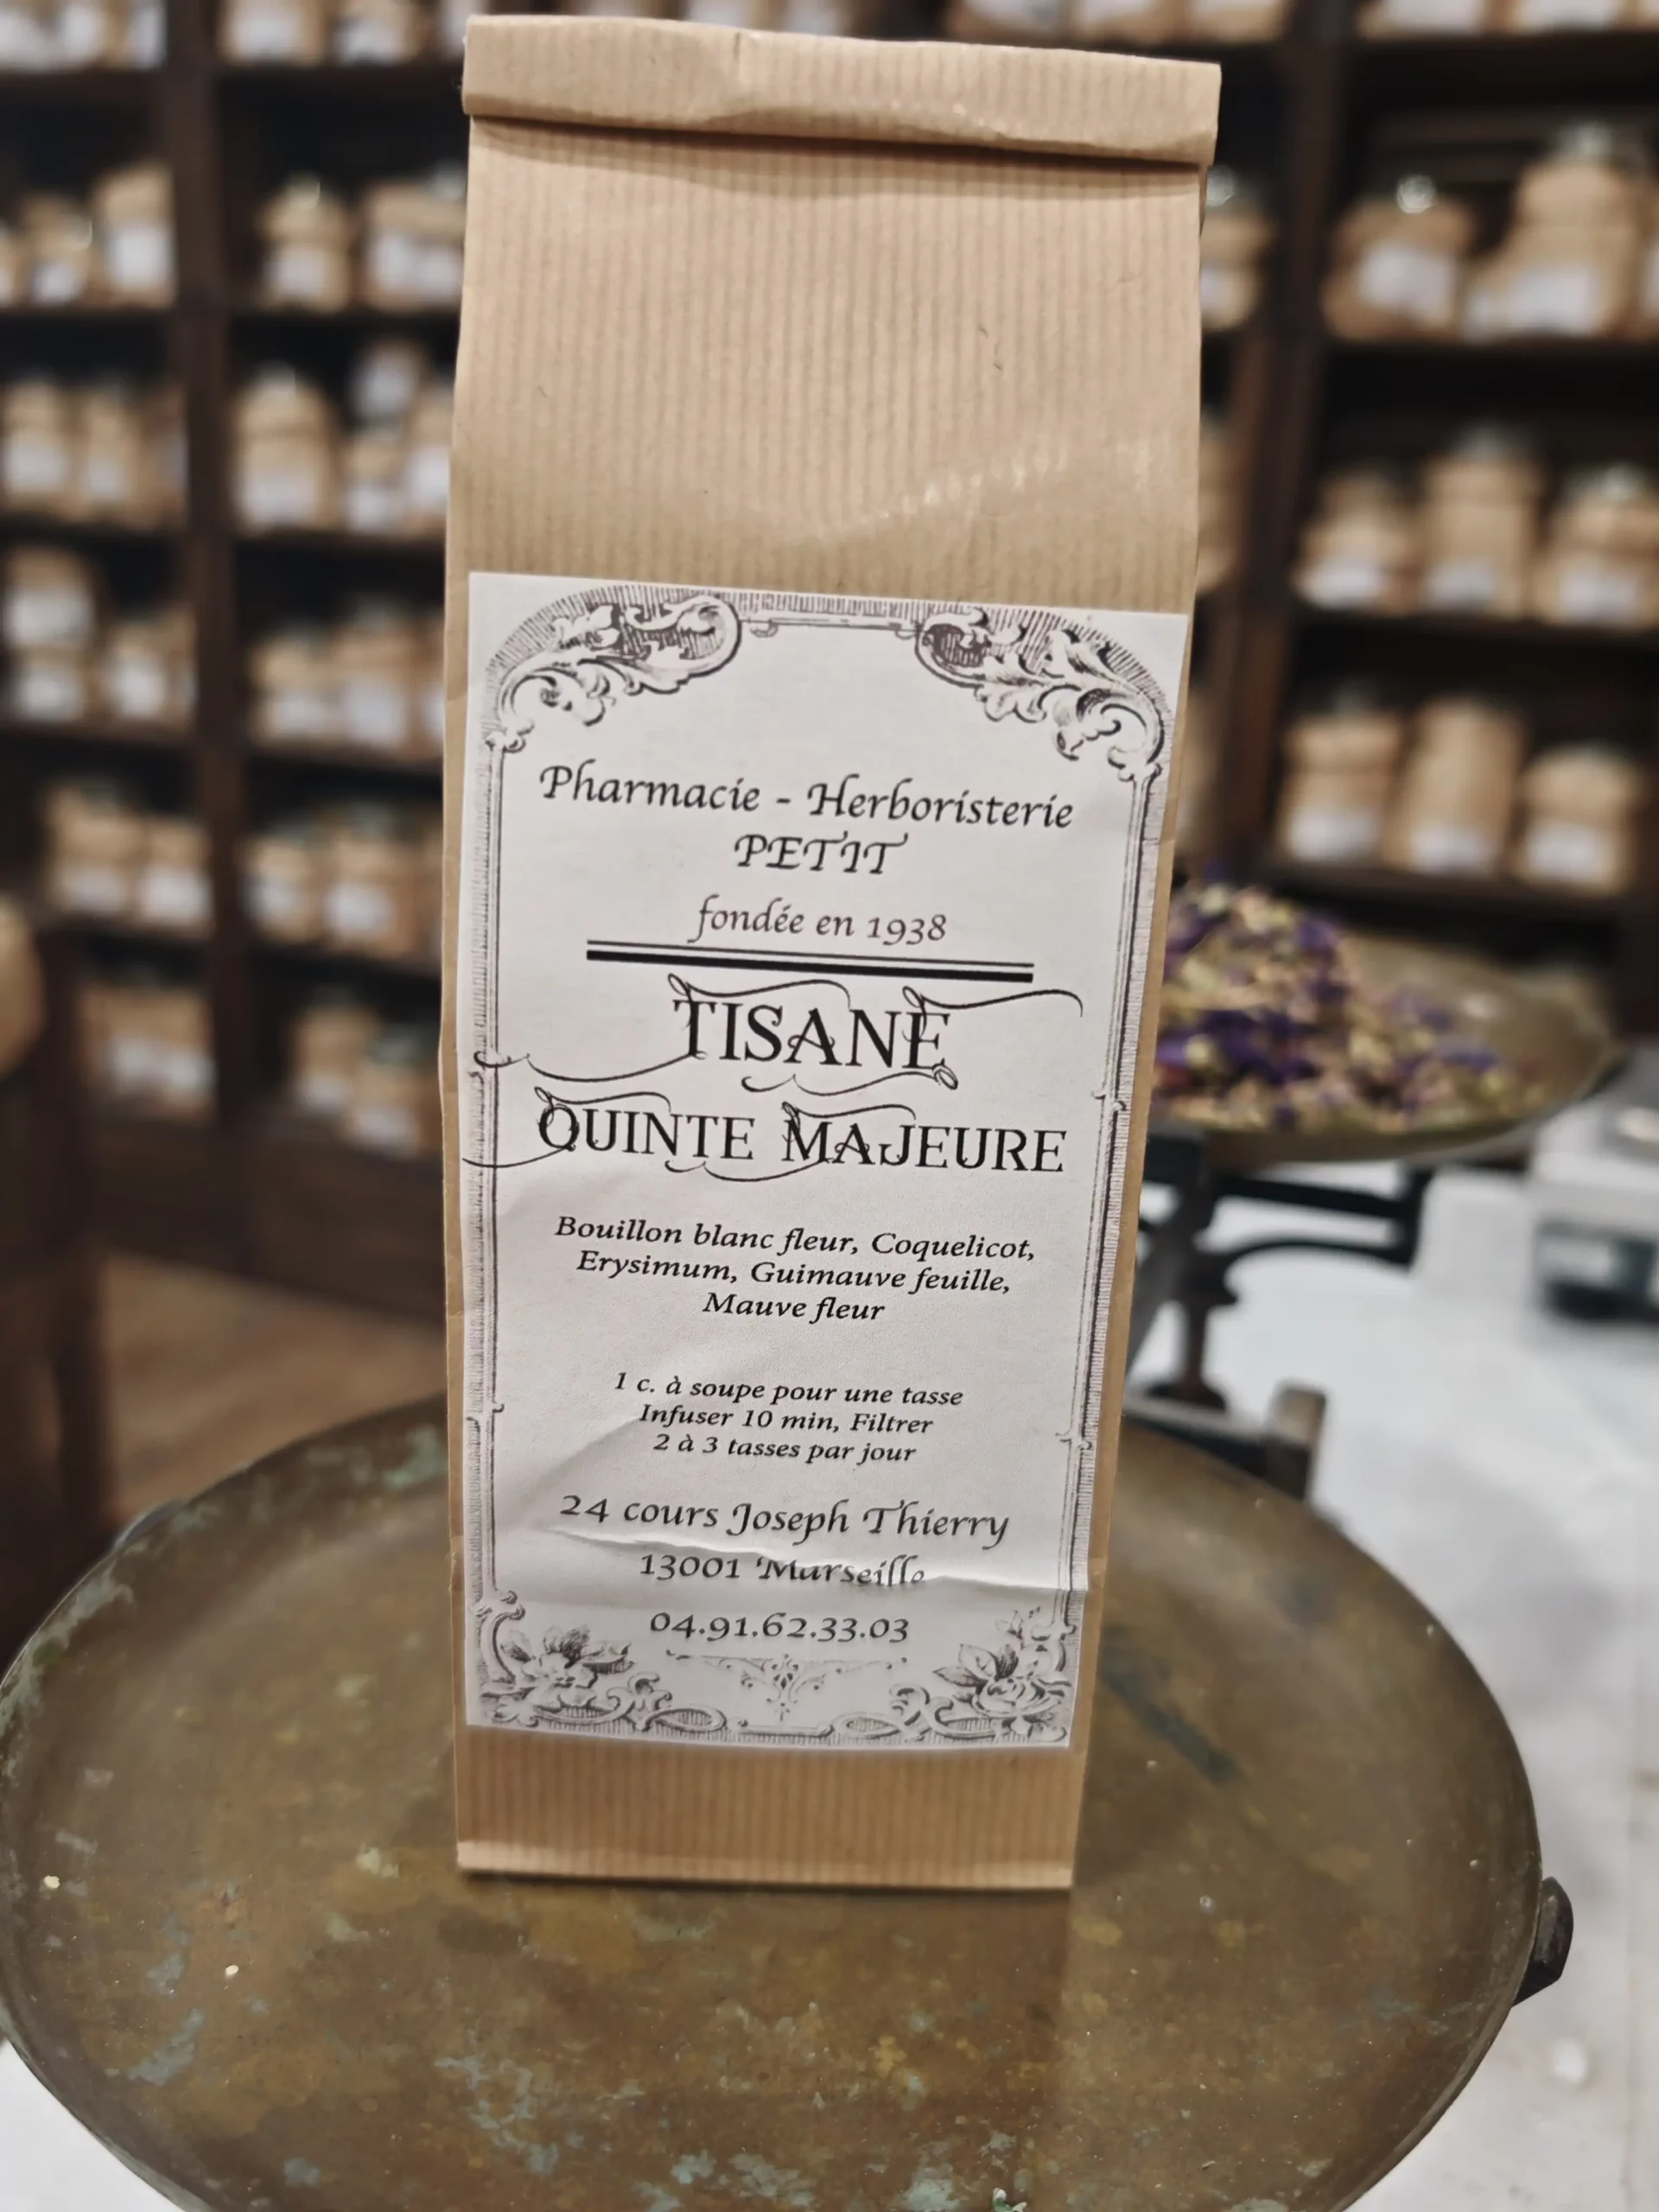 Pharmacie - Herboristerie
PETIT
fondée en 1938
TISANE
QUINTE MAJEURE
Bouillon blanc fleur, Coquelicot,
Erysimum, Guimauve feuille,
Mauve fleur
1 c. à soupe pour une tasse
Infuser 10 min, Filtrer
2 à 3 tasses par jour
24 cours Joseph Thierry
13001 Marseille
04.91.62.33.03